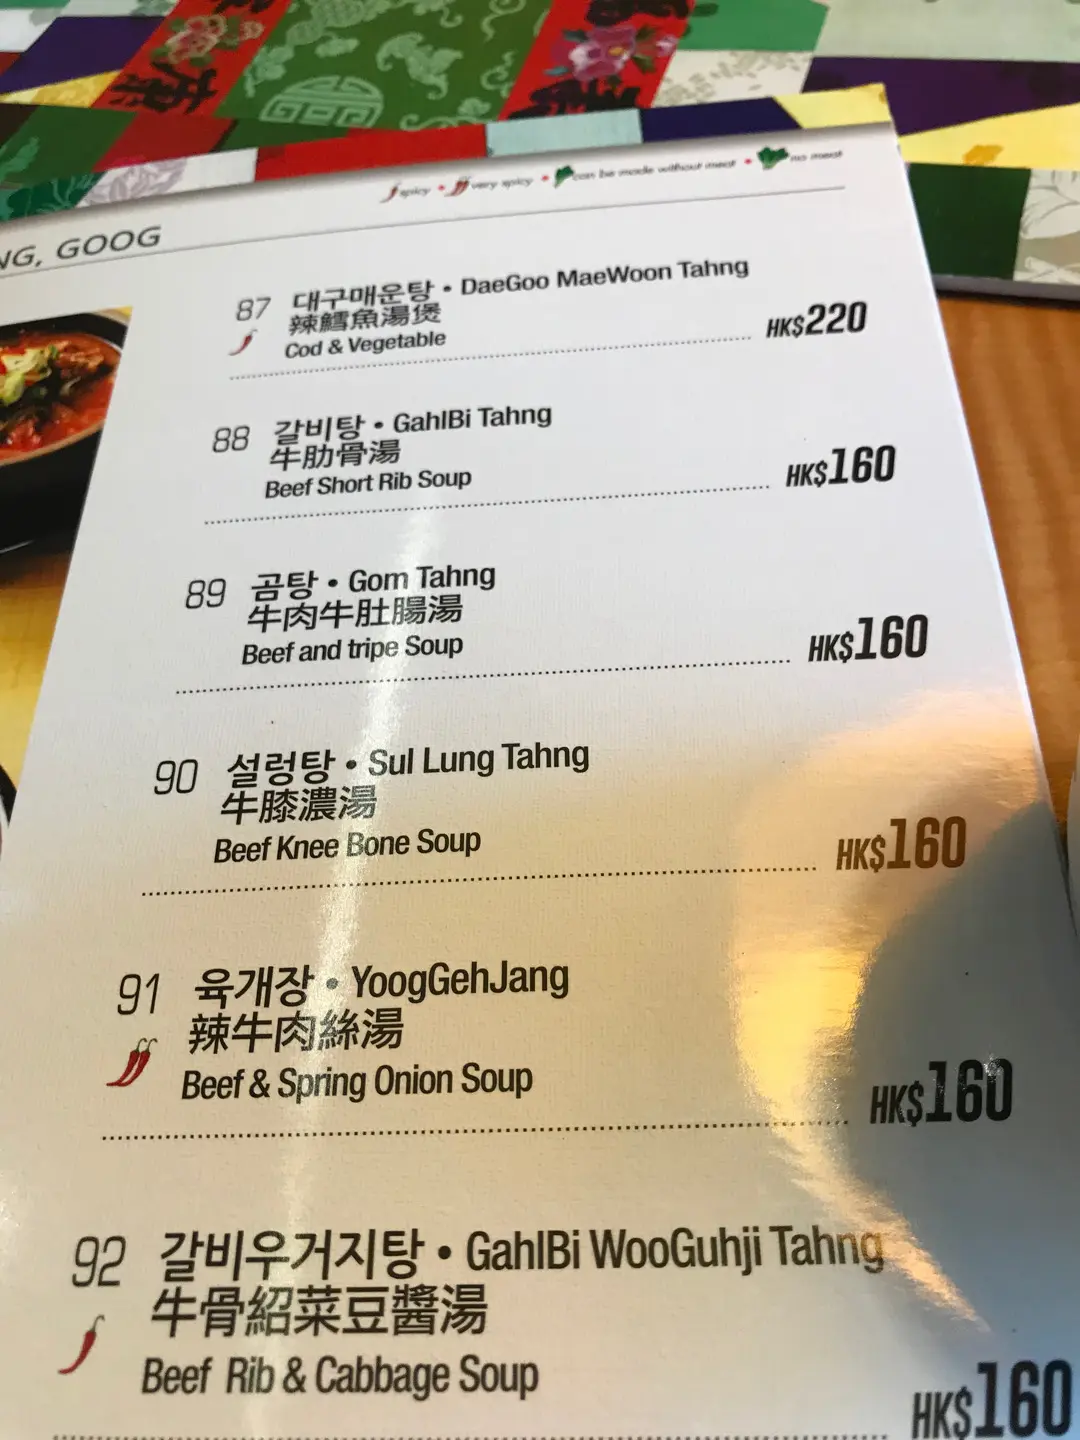 spicy • very spicy • can be made without meat • no meat
NG, GOOG
87 대구매운탕 • DaeGoo MaeWoon Tahng
辣鱈魚湯煲
Cod & Vegetable
HK$220
88 갈비탕 • GahlBi Tahng
牛肋骨湯
Beef Short Rib Soup
HK$160
89 곰탕 • Gom Tahng
牛肉牛肚腸湯
Beef and tripe Soup
HK$160
90 설렁탕 • Sul Lung Tahng
牛膝濃湯
Beef Knee Bone Soup
HK$160
91 육개장 • YoogGehJang
辣牛肉絲湯
Beef & Spring Onion Soup
HK$160
92 갈비우거지탕 • GahlBi WooGuhji Tahng
牛骨紹菜豆醬湯
Beef Rib & Cabbage Soup
HK$160